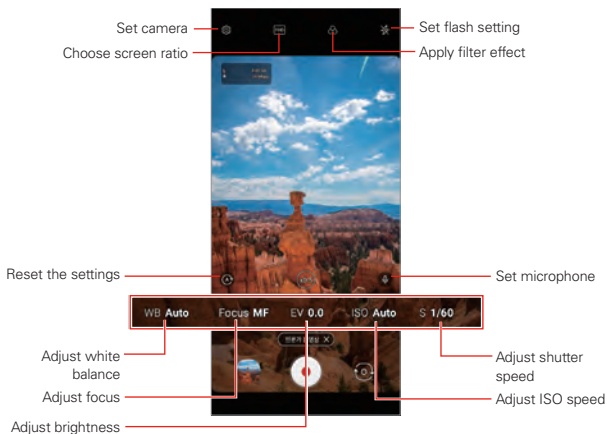 Set camera
Set flash setting
Choose screen ratio
Apply filter effect
Reset the settings
Set microphone
WB Auto Focus MF EV 0.0 ISO Auto S 1/60
Adjust white
balance
Adjust shutter
speed
Adjust focus
Adjust ISO speed
Adjust brightness